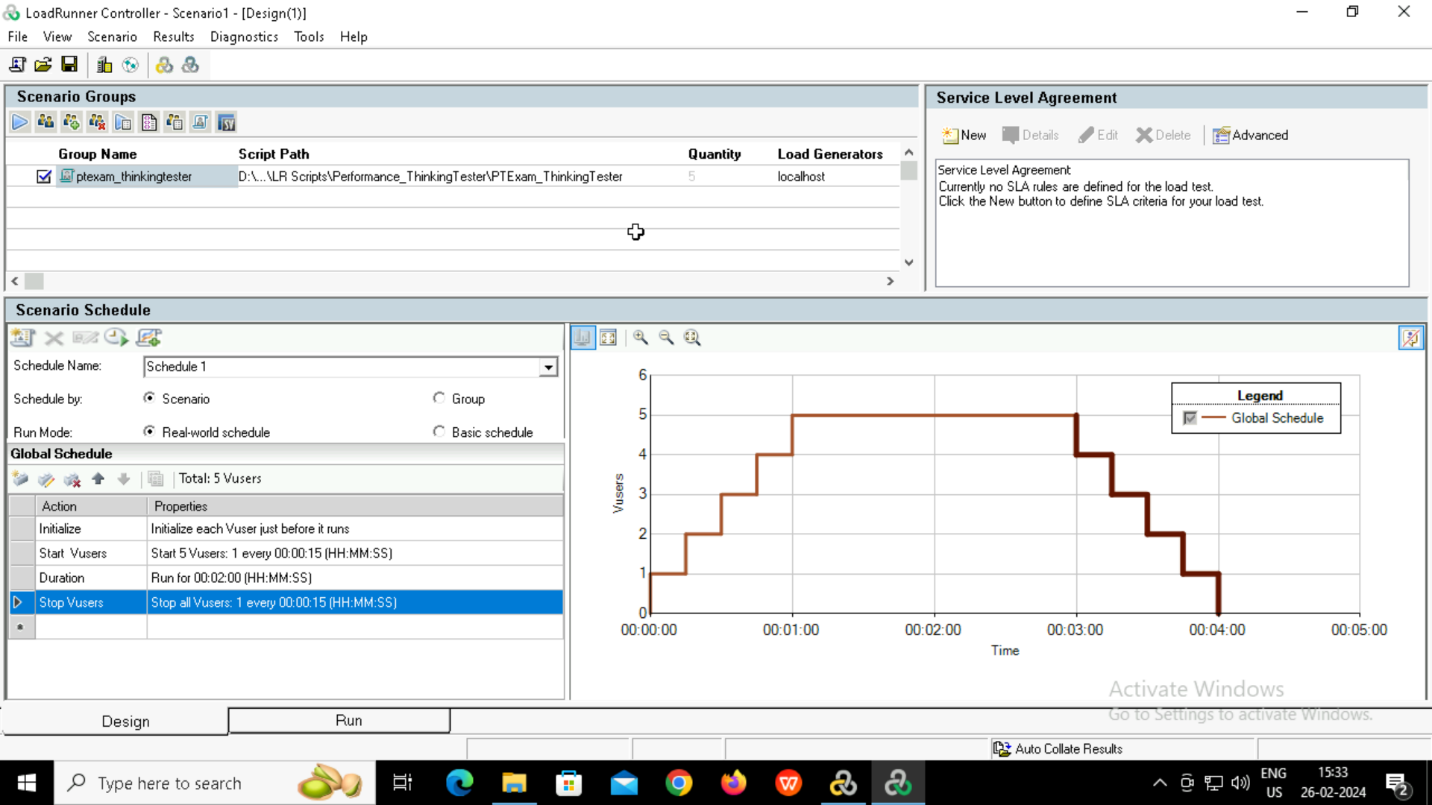 LoadRunner Controller - Scenario1 - [Design(1)]
File View Scenario Results Diagnostics Tools Help
Scenario Groups
Group Name Script Path Quantity Load Generators
ptexam_thinkingtester D:\...\LR Scripts\Performance_ThinkingTester\PTExam_ThinkingTester 5 localhost
Service Level Agreement
New Details Edit Delete Advanced
Service Level Agreement
Currently no SLA rules are defined for the load test.
Click the New button to define SLA criteria for your load test.
Scenario Schedule
Schedule Name: Schedule 1
Schedule by: Scenario Group
Run Mode: Real-world schedule Basic schedule
Global Schedule
Total: 5 Vusers
Action Properties
Initialize Initialize each Vuser just before it runs
Start Vusers Start 5 Vusers: 1 every 00:00:15 (HH:MM:SS)
Duration Run for 00:02:00 (HH:MM:SS)
Stop Vusers Stop all Vusers: 1 every 00:00:15 (HH:MM:SS)
*
6
5
4
3
2
1
0
Vusers
00:00:00 00:01:00 00:02:00 00:03:00 00:04:00 00:05:00
Time
Legend
Global Schedule
Activate Windows
Go to Settings to activate Windows.
Design Run
Auto Collate Results
Type here to search
ENG
US
15:33
26-02-2024
2